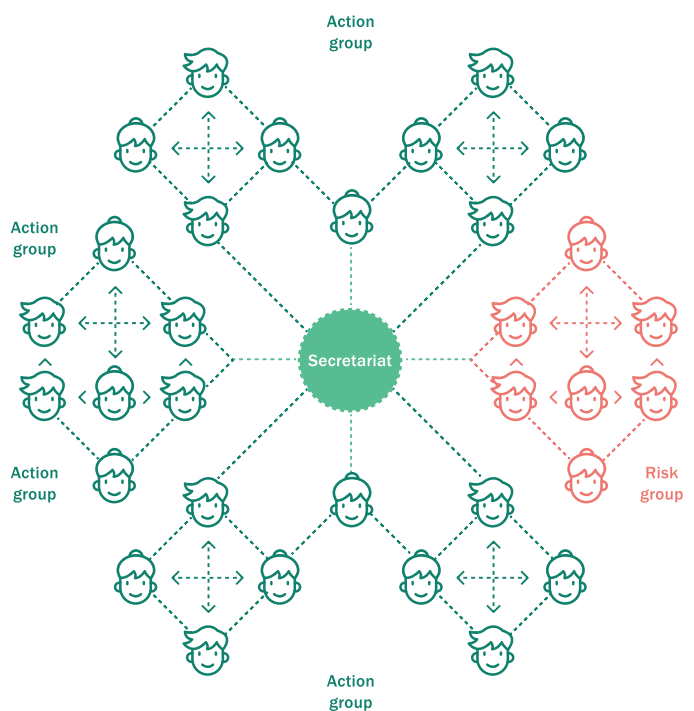 Action
group
Action
group
Secretariat
Action
group
Risk
group
Action
group